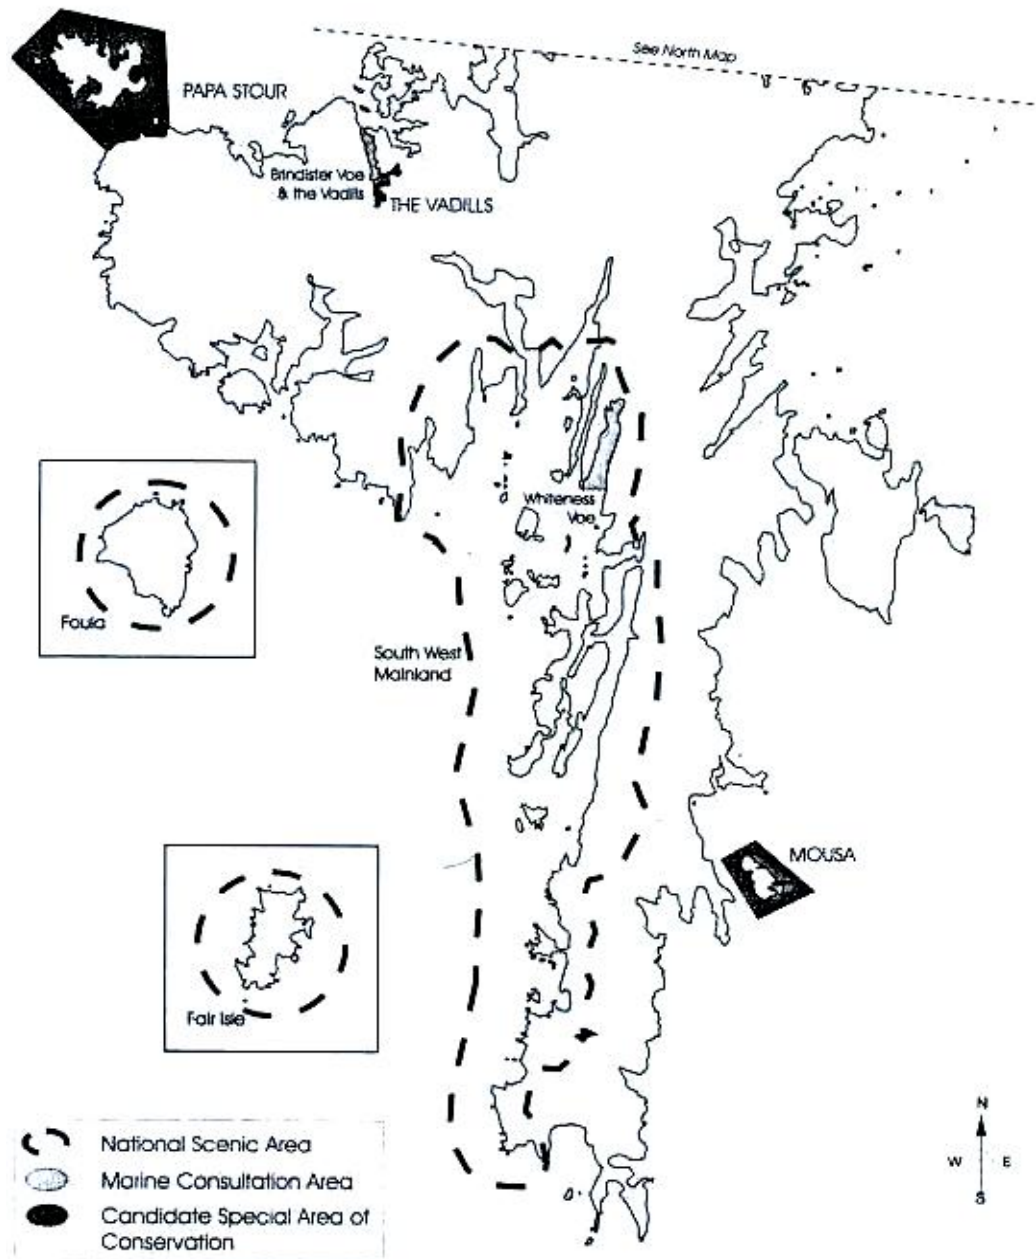 See North Map
PAPA STOUR
Brindister Voe
& the Vadills
THE VADILLS
Whiteness
Voe
Foula
South West
Mainland
MOUSA
Fair Isle
N
W E
S
National Scenic Area
Marine Consultation Area
Candidate Special Area of
Conservation